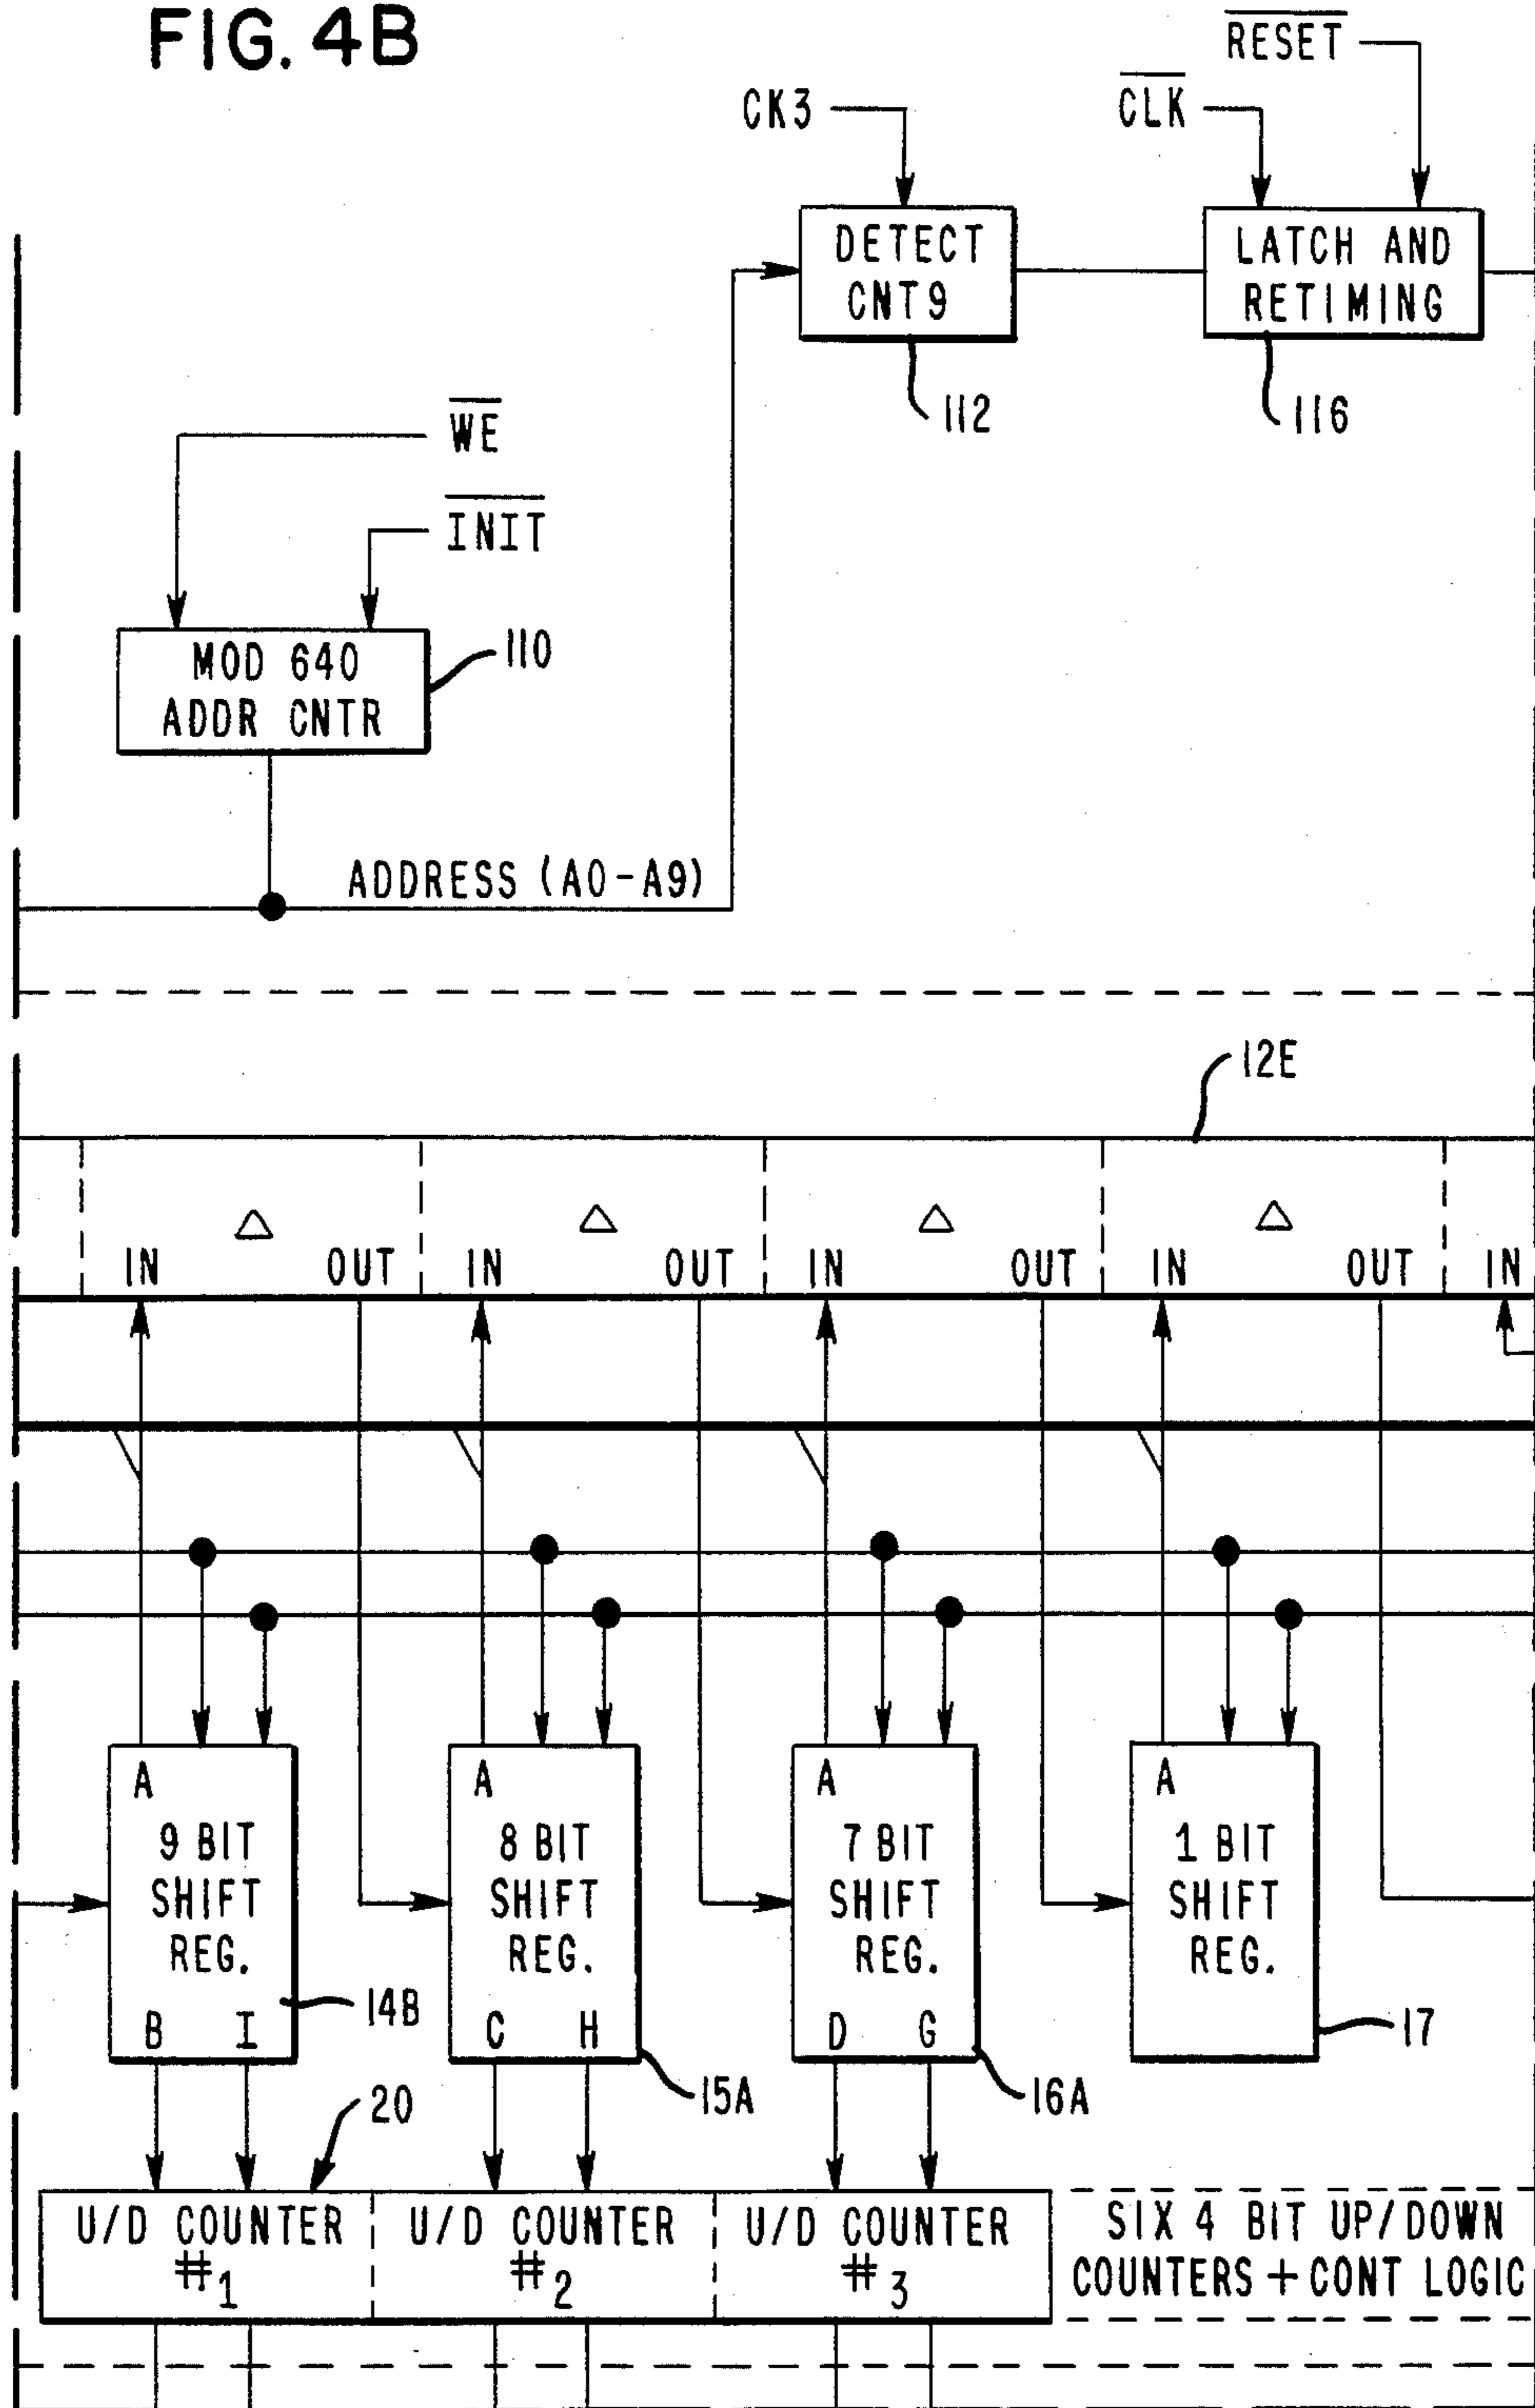 FIG. 4B
RESET
CK3
CLK
DETECT
CNT9
LATCH AND
RETIMING
112
116
WE
INIT
MOD 640
ADDR CNTR
110
ADDRESS (A0-A9)
12E
△ △ △ △
IN OUT IN OUT IN OUT IN OUT IN
A
9 BIT
SHIFT
REG.
B I
14B
A
8 BIT
SHIFT
REG.
C H
15A
A
7 BIT
SHIFT
REG.
D G
16A
A
1 BIT
SHIFT
REG.
17
20
U/D COUNTER
#1
U/D COUNTER
#2
U/D COUNTER
#3
SIX 4 BIT UP/DOWN
COUNTERS + CONT LOGIC